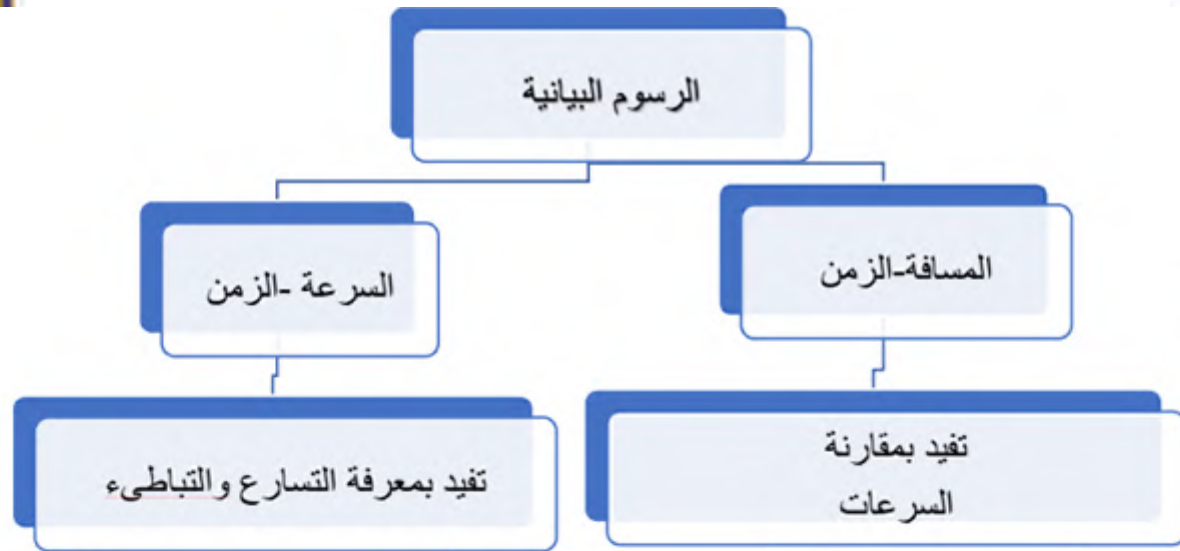 الرسوم البيانية
المسافة-الزمن
السرعة -الزمن
تفيد بمقارنة
السرعات
تفيد بمعرفة التسارع والتباطىء